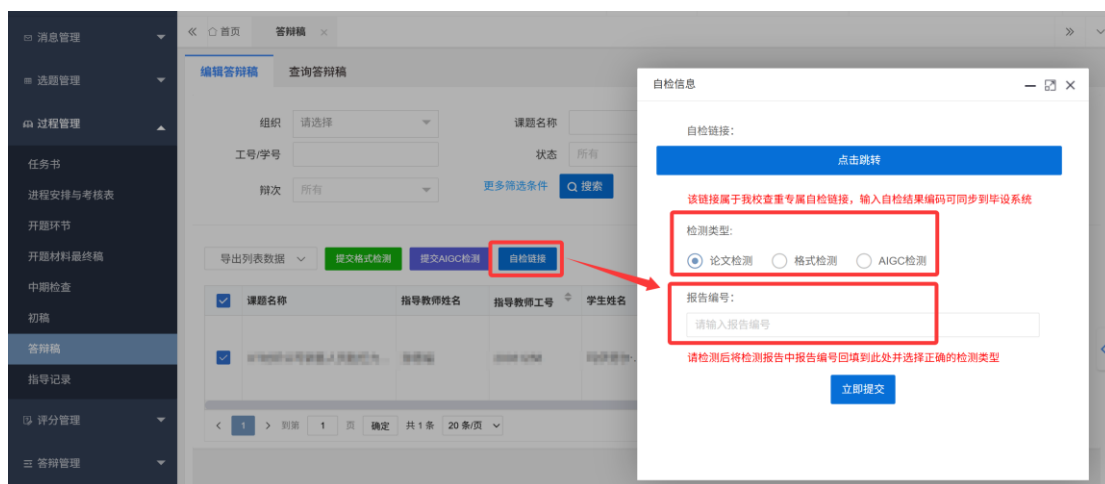 消息管理
选题管理
过程管理
任务书
进程安排与考核表
开题环节
开题材料最终稿
中期检查
初稿
答辩稿
指导记录
评分管理
答辩管理
首页 答辩稿
编辑答辩稿 查询答辩稿
组织 请选择 课题名称
工号/学号 状态 所有
辩次 所有 更多筛选条件 搜索
导出列表数据 提交格式检测 提交AIGC检测 自检链接
课题名称 指导教师姓名 指导教师工号 学生姓名
1 到第 1 页 确定 共 1 条 20 条/页
自检信息
自检链接:
点击跳转
该链接属于我校查重专属自检链接，输入自检结果编码可同步到毕设系统
检测类型:
论文检测 格式检测 AIGC检测
报告编号:
请输入报告编号
请检测后将检测报告中报告编号回填到此处并选择正确的检测类型
立即提交